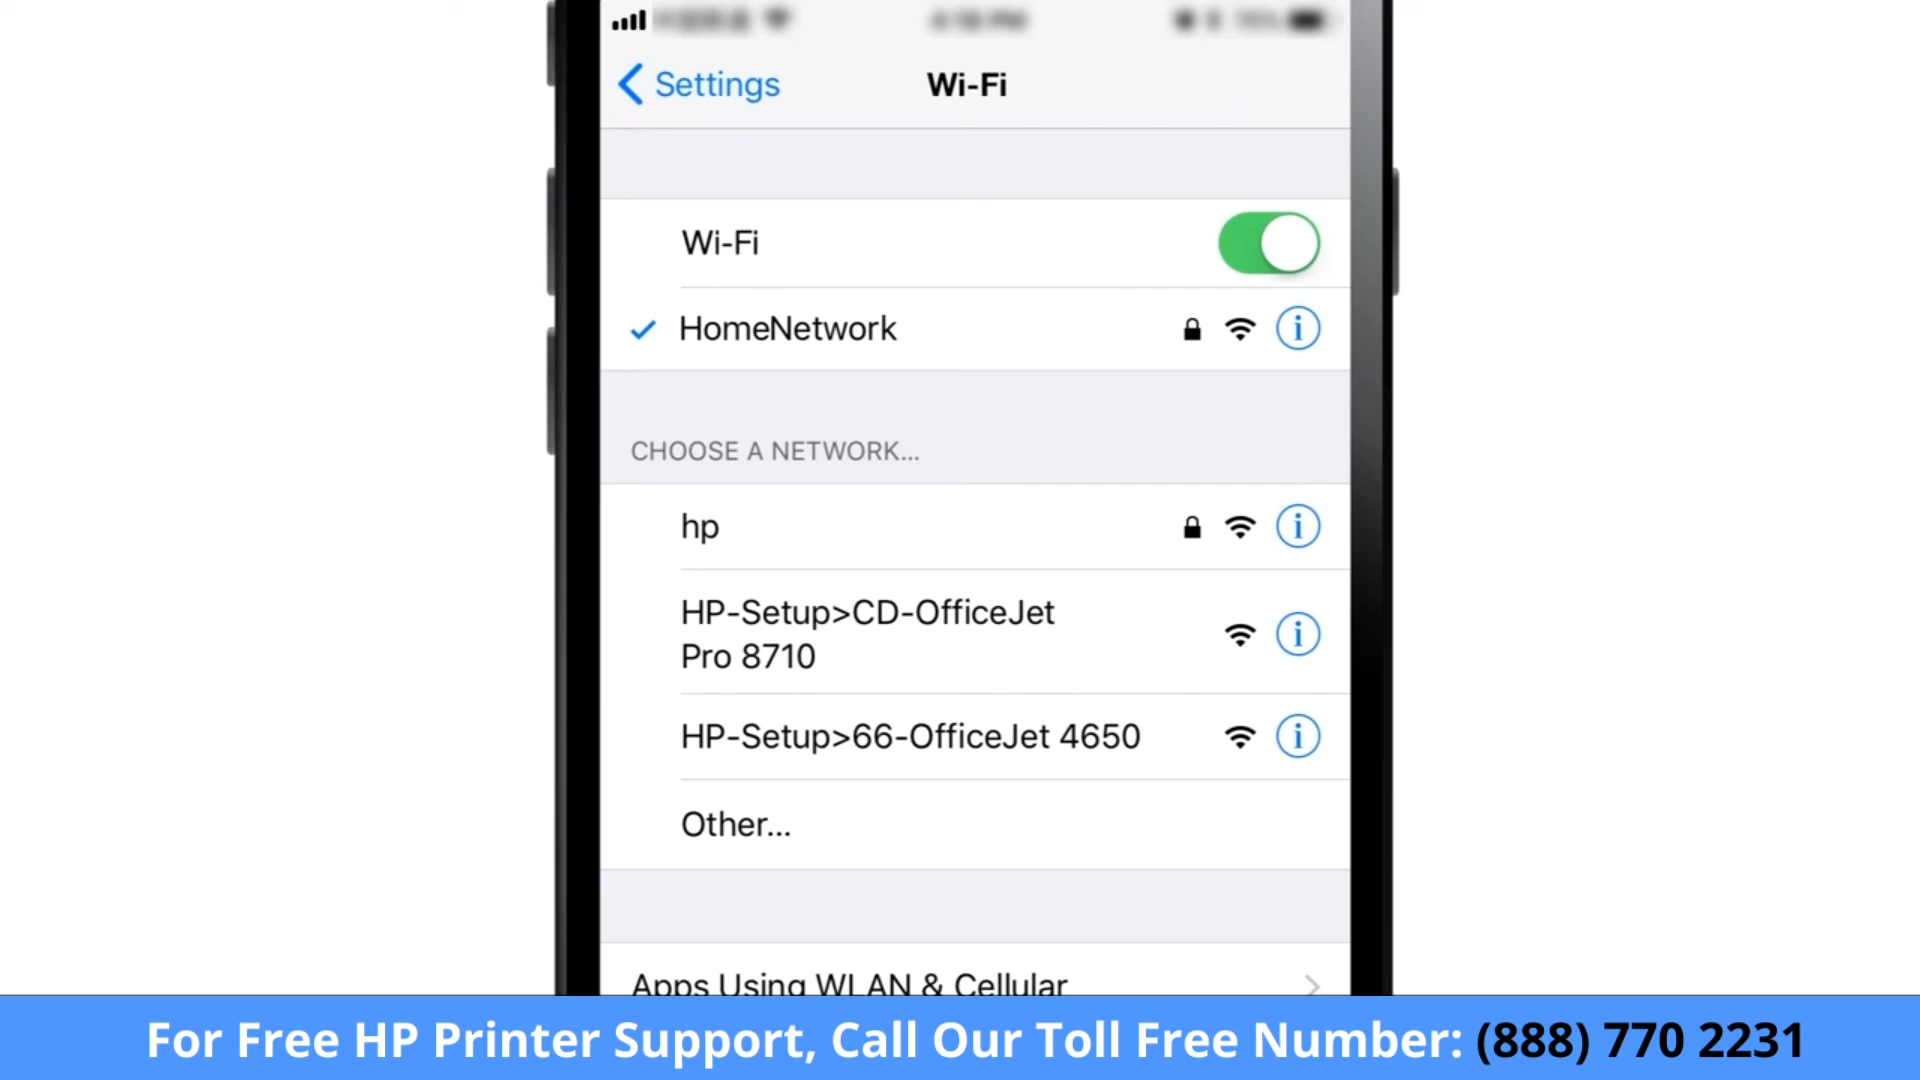 Settings
Wi-Fi
Wi-Fi
HomeNetwork
CHOOSE A NETWORK...
hp
HP-Setup>CD-OfficeJet
Pro 8710
HP-Setup>66-OfficeJet 4650
Other...
Apps Using WLAN & Cellular
For Free HP Printer Support, Call Our Toll Free Number: (888) 770 2231